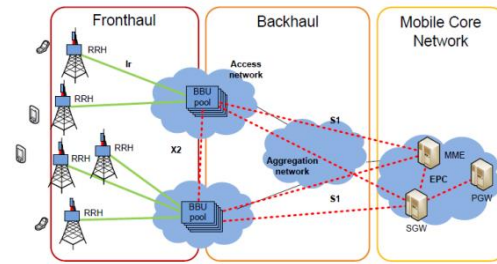 Fronthaul
Backhaul
Mobile Core
Network
RRH
Ir
Access
network
BBU
pool
S1
RRH
X2
MME
RRH
Aggregation
network
EPC
RRH
PGW
BBU
pool
S1
SGW
RRH